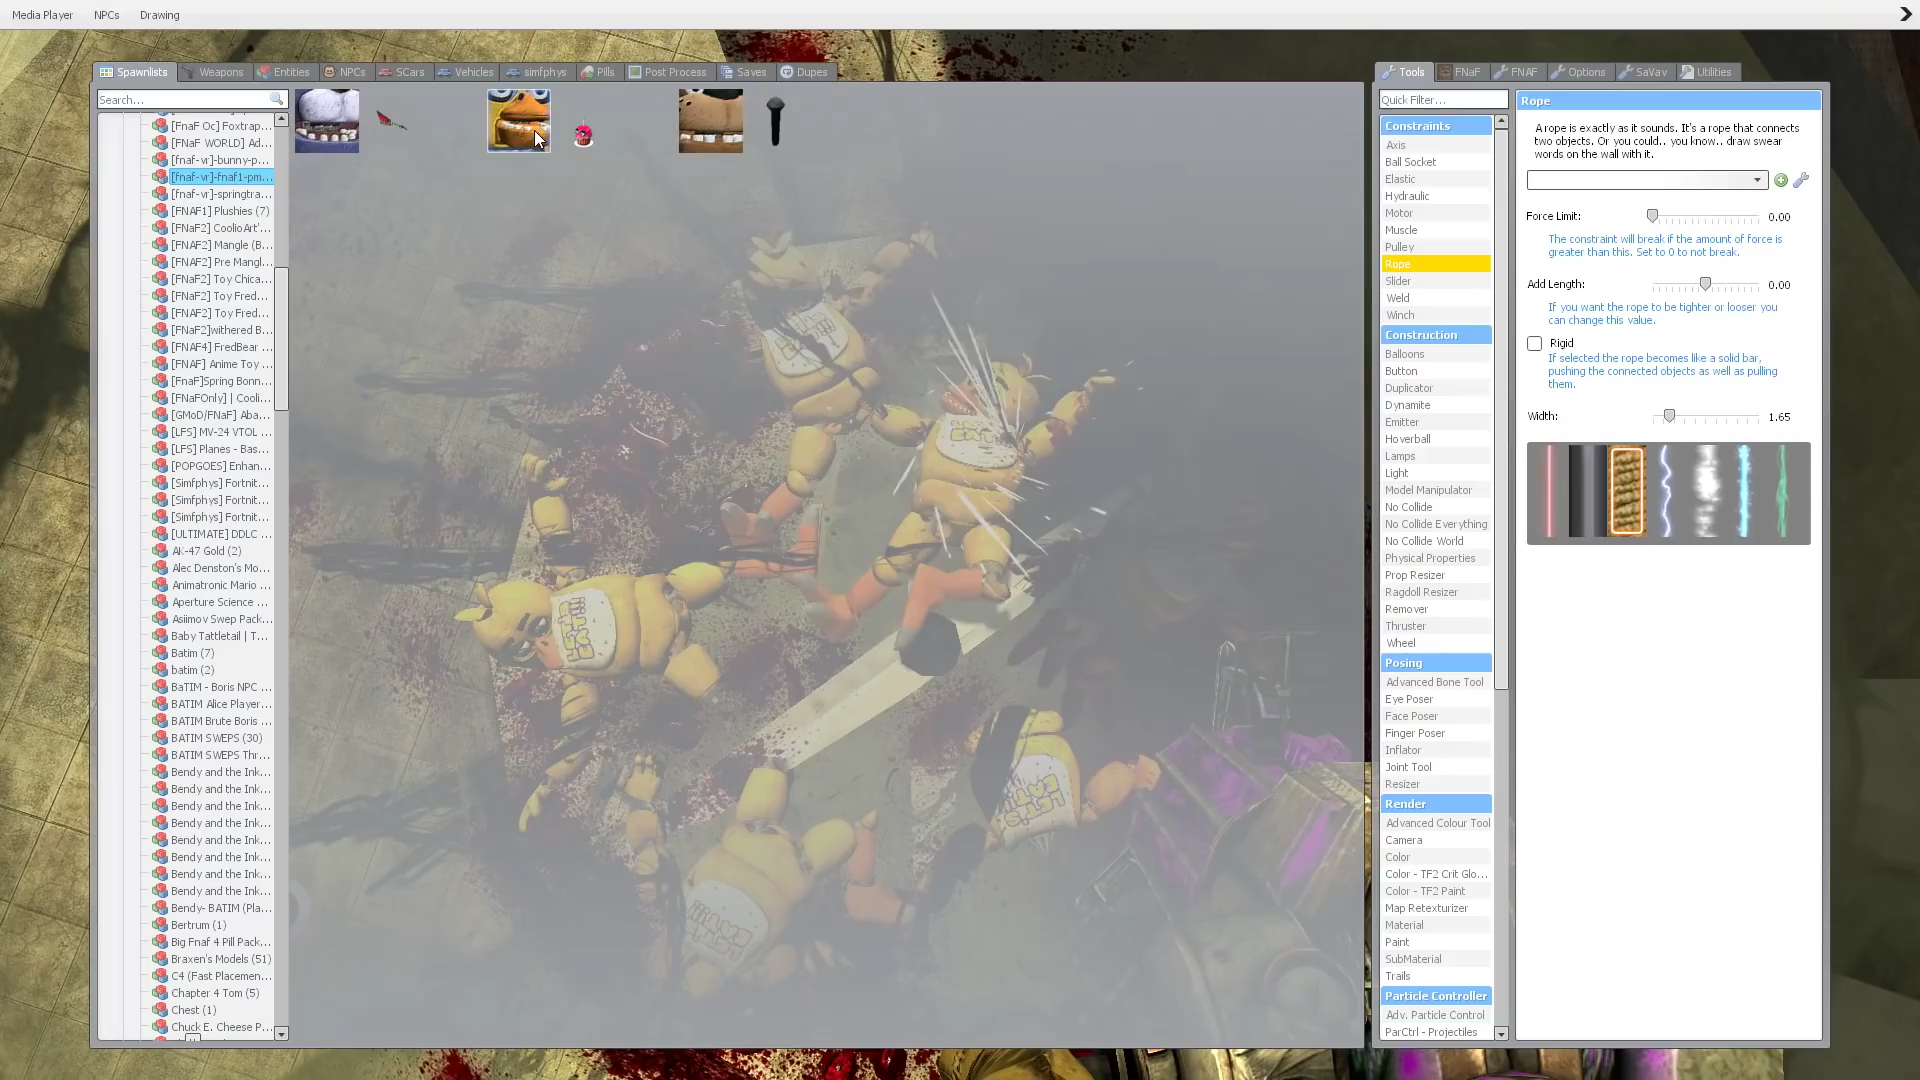 Media Player NPCs Drawing
Spawnlists Weapons Entities NPCs SCars Vehicles simfphys Pills Post Process Saves Dupes
Search...
[FnaF Oc] Foxtrap...
[FNaF WORLD] Ad...
[fnaf-vr]-bunny-p...
[fnaf-vr]-fnaf1-pm...
[fnaf-vr]-springtra...
[FNAF1] Plushies (7)
[FNaF2] CoolioArt'...
[FNAF2] Mangle (B...
[FNAF2] Pre Mangl...
[FNaF2] Toy Chica...
[FNaF2] Toy Fred...
[FNAF2] Toy Fred...
[FNaF2]withered B...
[FNAF4] FredBear ...
[FNAF] Anime Toy ...
[FnaF]Spring Bonn...
[FNaFOnly] | Cooli...
[GMoD/FNaF] Aba...
[LFS] MV-24 VTOL ...
[LFS] Planes - Bas...
[POPGOES] Enhan...
[Simfphys] Fortnit...
[Simfphys] Fortnit...
[Simfphys] Fortnit...
[ULTIMATE] DDLC ...
AK-47 Gold (2)
Alec Denston's Mo...
Animatronic Mario ...
Aperture Science ...
Asiimov Swep Pack...
Baby Tattletail | T...
Batim (7)
batim (2)
BaTIM - Boris NPC ...
BATIM Alice Player...
BATIM Brute Boris ...
BATIM SWEPS (30)
BATIM SWEPS Thr...
Bendy and the Ink...
Bendy and the Ink...
Bendy and the Ink...
Bendy and the Ink...
Bendy and the Ink...
Bendy and the Ink...
Bendy and the Ink...
Bendy and the Ink...
Bendy- BATIM (Pla...
Bertrum (1)
Big Fnaf 4 Pill Pack...
Braxen's Models (51)
C4 (Fast Placemen...
Chapter 4 Tom (5)
Chest (1)
Chuck E. Cheese P...
LET'S EAT!!!
Tools FNaF FNAF Options SaVav Utilities
Quick Filter...
Constraints
Axis
Ball Socket
Elastic
Hydraulic
Motor
Muscle
Pulley
Rope
Slider
Weld
Winch
Construction
Balloons
Button
Duplicator
Dynamite
Emitter
Hoverball
Lamps
Light
Model Manipulator
No Collide
No Collide Everything
No Collide World
Physical Properties
Prop Resizer
Ragdoll Resizer
Remover
Thruster
Wheel
Posing
Advanced Bone Tool
Eye Poser
Face Poser
Finger Poser
Inflator
Joint Tool
Resizer
Render
Advanced Colour Tool
Camera
Color
Color - TF2 Crit Glo...
Color - TF2 Paint
Map Retexturizer
Material
Paint
SubMaterial
Trails
Particle Controller
Adv. Particle Control
ParCtrl - Projectiles
Rope
A rope is exactly as it sounds. It's a rope that connects
two objects. Or you could.. you know.. draw swear
words on the wall with it.
Force Limit: 0.00
The constraint will break if the amount of force is
greater than this. Set to 0 to not break.
Add Length: 0.00
If you want the rope to be tighter or looser you
can change this value.
Rigid
If selected the rope becomes like a solid bar,
pushing the connected objects as well as pulling
them.
Width: 1.65